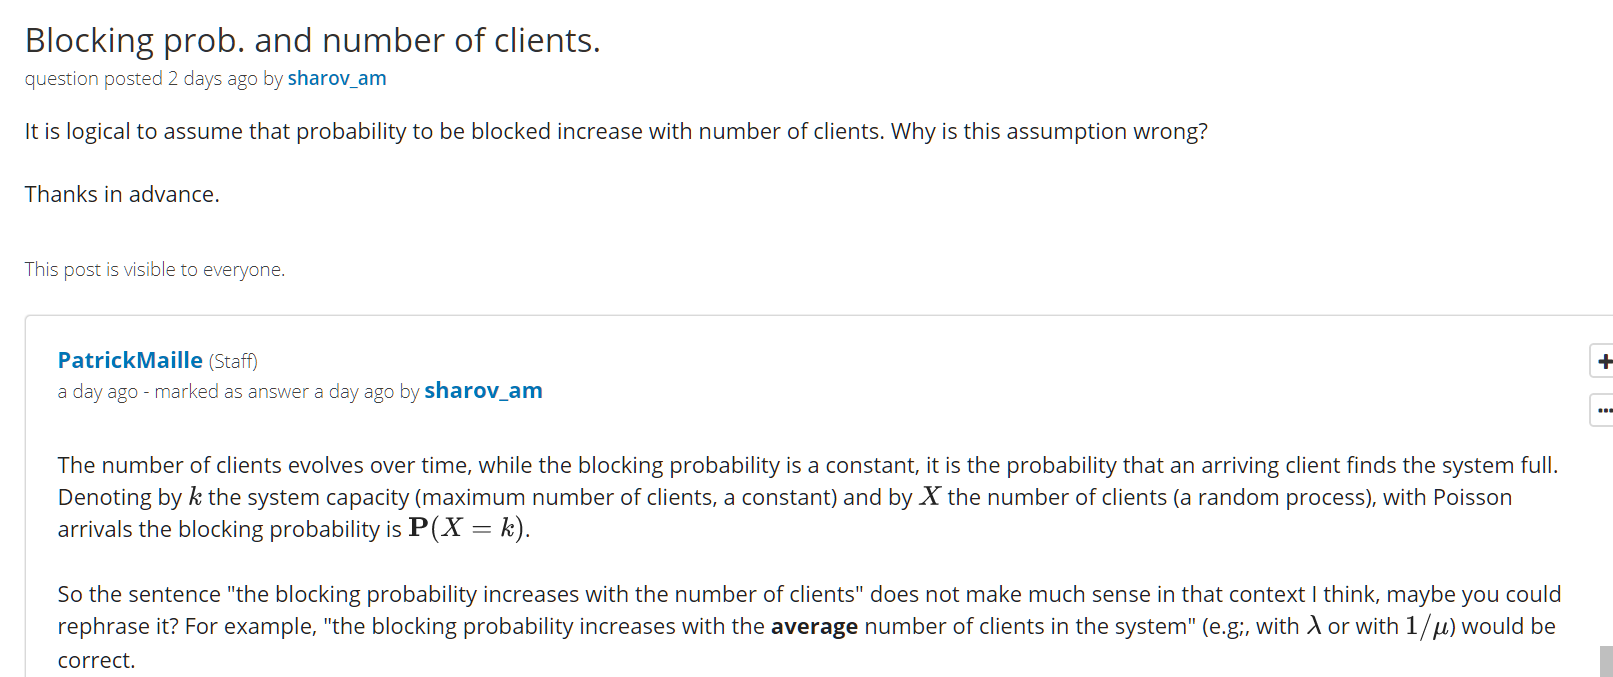 Blocking prob. and number of clients.
question posted 2 days ago by sharov_am
It is logical to assume that probability to be blocked increase with number of clients. Why is this assumption wrong?
Thanks in advance.
This post is visible to everyone.
PatrickMaille (Staff)
a day ago - marked as answer a day ago by sharov_am
The number of clients evolves over time, while the blocking probability is a constant, it is the probability that an arriving client finds the system full.
Denoting by k the system capacity (maximum number of clients, a constant) and by X the number of clients (a random process), with Poisson
arrivals the blocking probability is P(X = k).
So the sentence "the blocking probability increases with the number of clients" does not make much sense in that context I think, maybe you could
rephrase it? For example, "the blocking probability increases with the average number of clients in the system" (e.g;, with λ or with 1/μ) would be
correct.